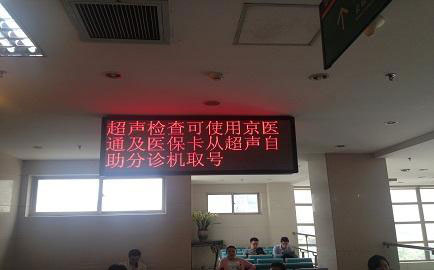 超声检查可使用京医
通及医保卡从超声自
助分诊机取号